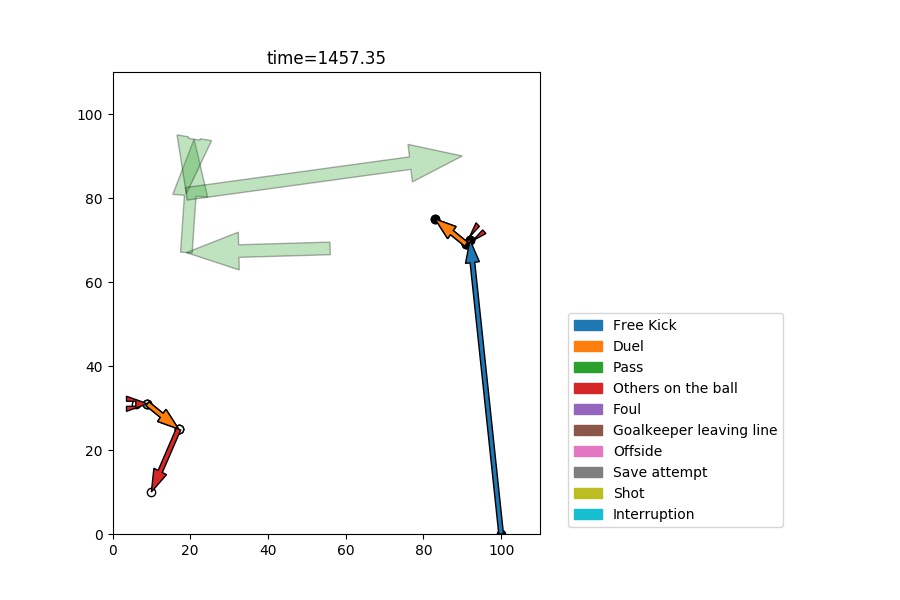 time=1457.35
100
80
60
40
20
0
0
20
40
60
80
100
Free Kick
Duel
Pass
Others on the ball
Foul
Goalkeeper leaving line
Offside
Save attempt
Shot
Interruption